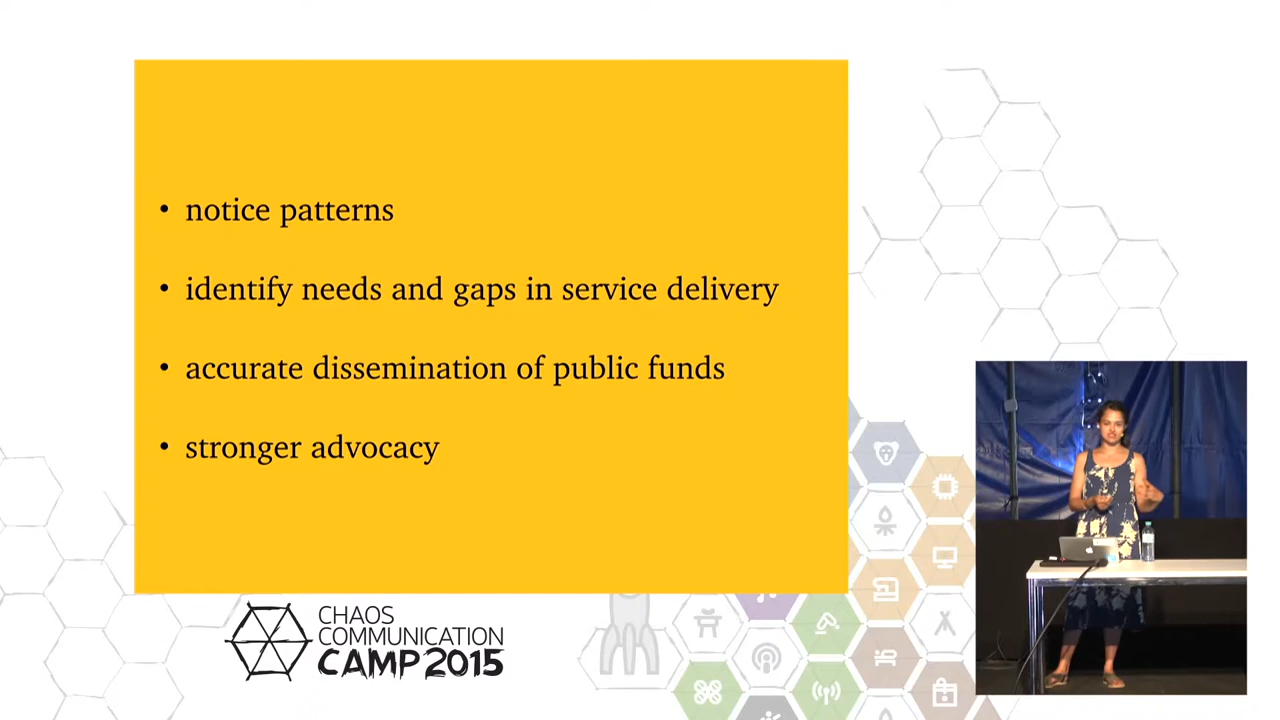 • notice patterns
• identify needs and gaps in service delivery
• accurate dissemination of public funds
• stronger advocacy
CHAOS
COMMUNICATION
CAMP 2015